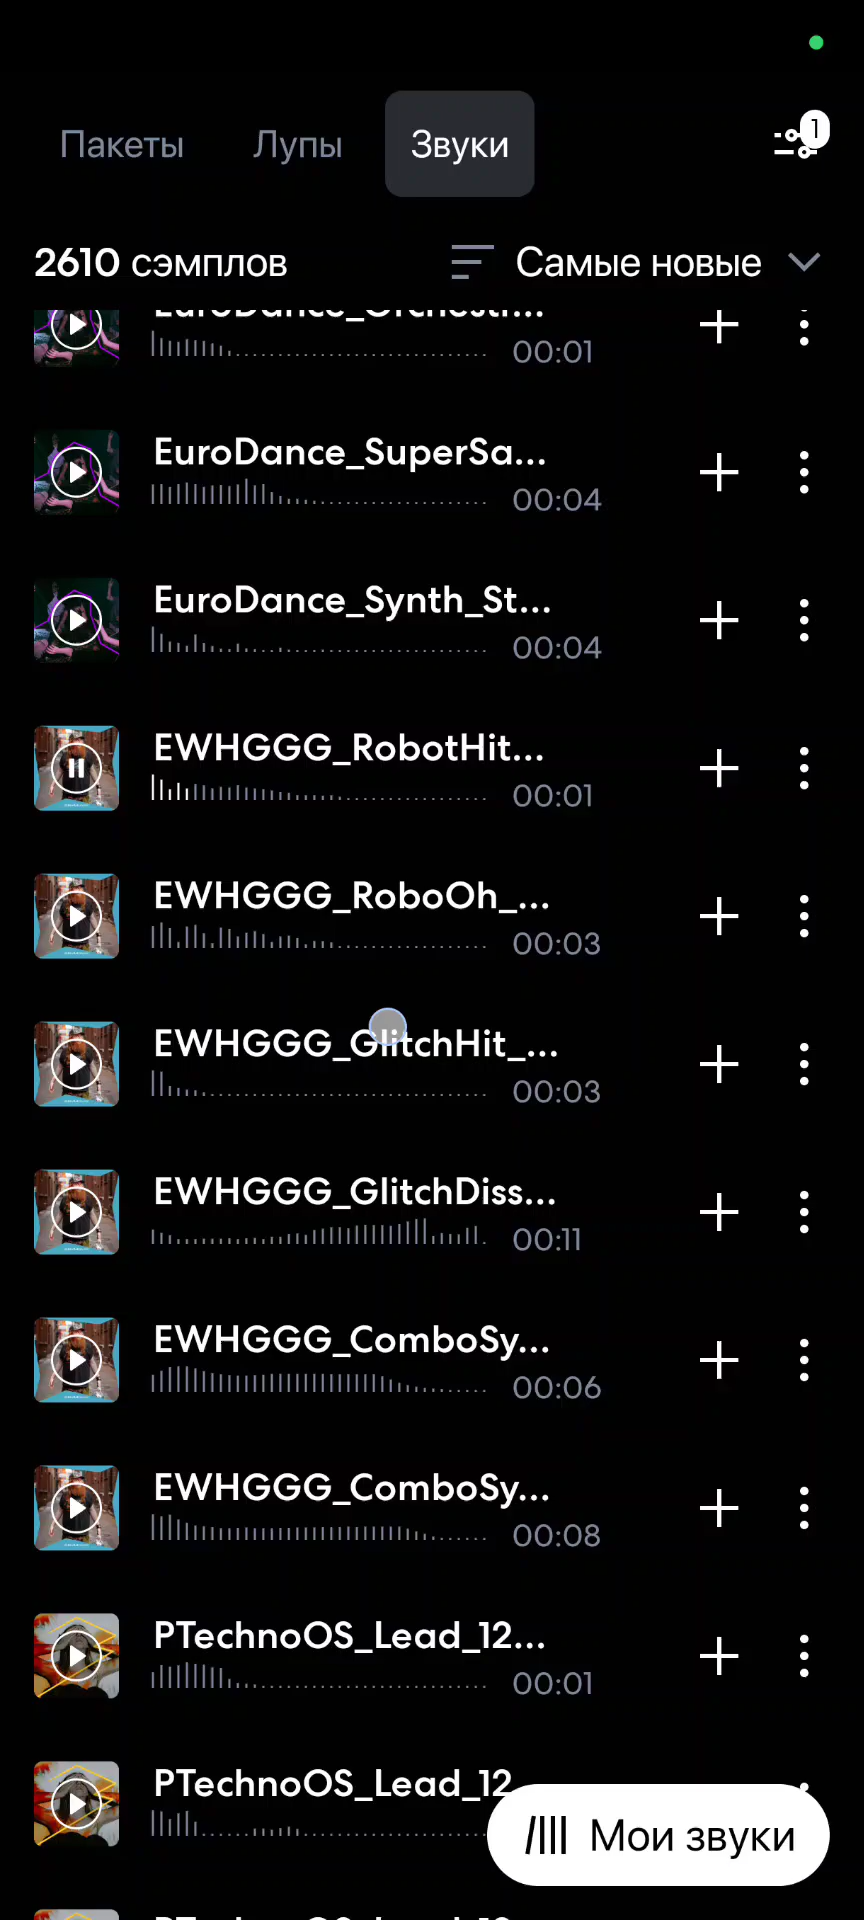 Пакеты
Лупы
Звуки
1
2610 сэмплов
Самые новые
EuroDance_Orchestr...
00:01
EuroDance_SuperSa...
00:04
EuroDance_Synth_St...
00:04
EWHGGG_RobotHit...
00:01
EWHGGG_RoboOh_...
00:03
EWHGGG_GlitchHit_...
00:03
EWHGGG_GlitchDiss...
00:11
EWHGGG_ComboSy...
00:06
EWHGGG_ComboSy...
00:08
PTechnoOS_Lead_12...
00:01
PTechnoOS_Lead_12
Мои звуки